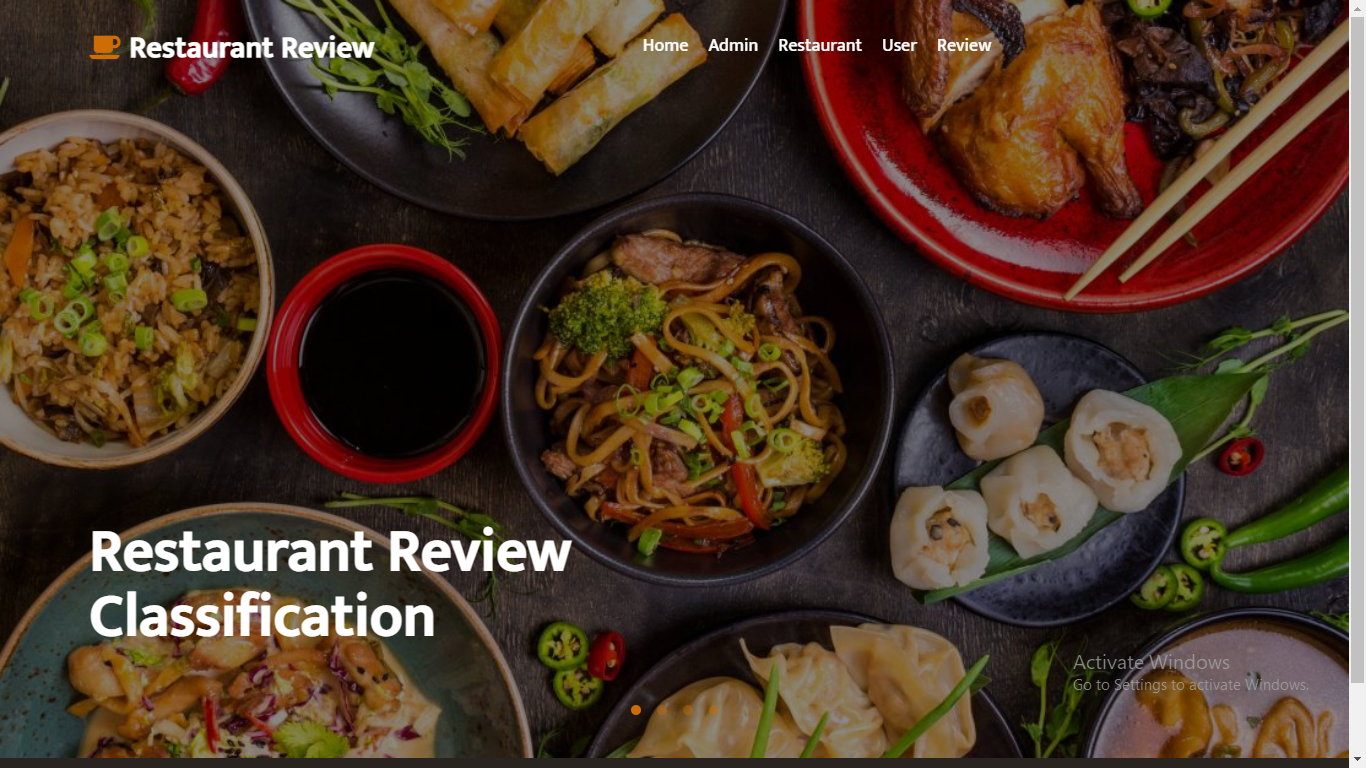 Restaurant Review
Home Admin Restaurant User Review
Restaurant Review
Classification
Activate Windows
Go to Settings to activate Windows.